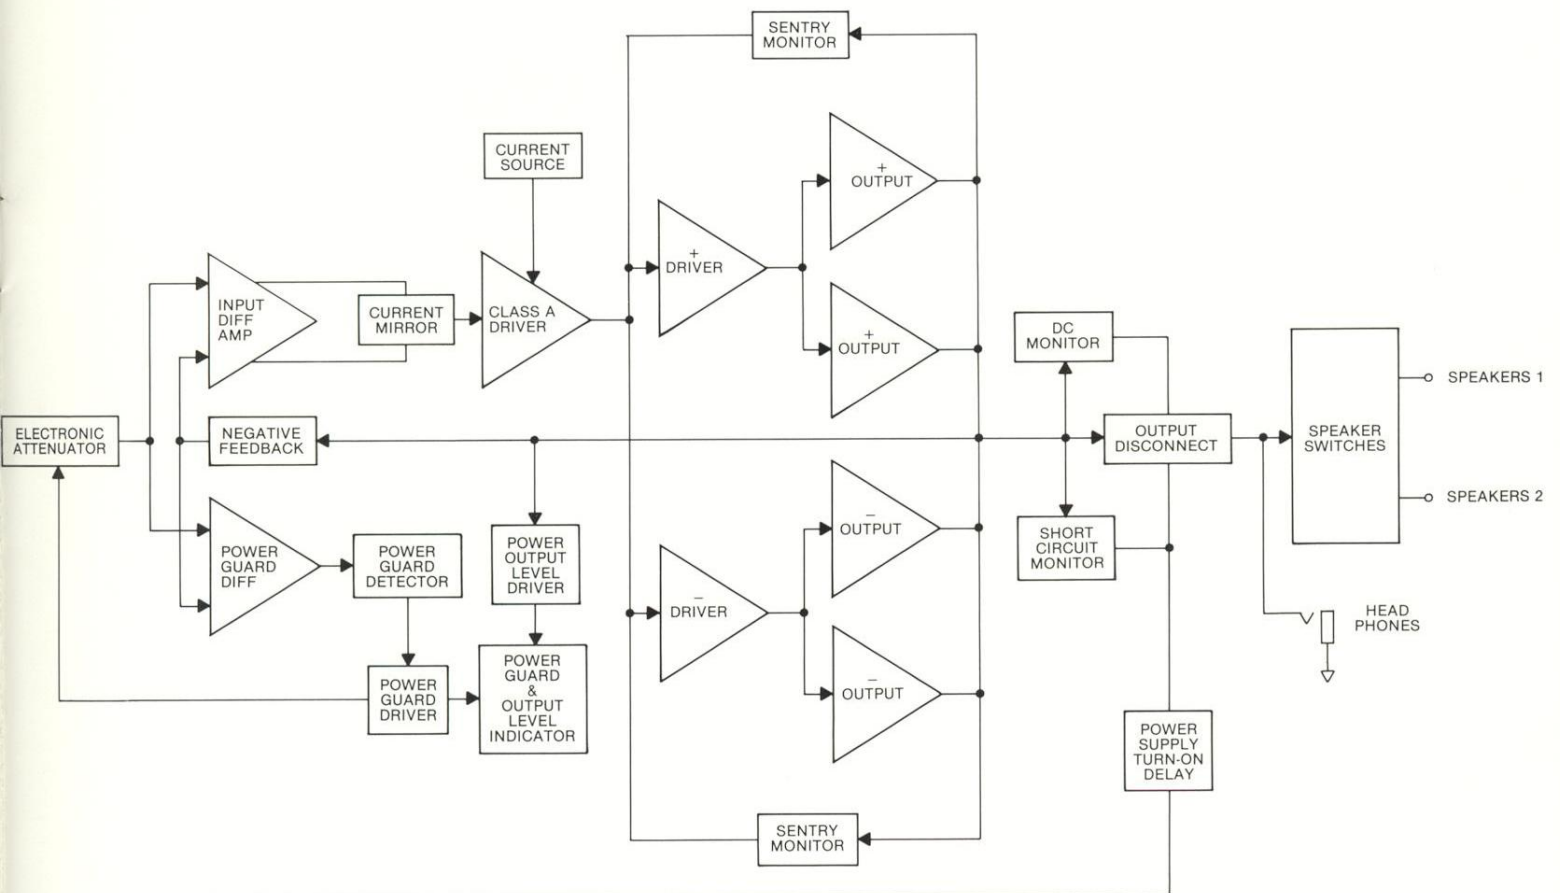 SENTRY
MONITOR
CURRENT
SOURCE
+
OUTPUT
+
DRIVER
INPUT
DIFF
AMP
CURRENT
MIRROR
CLASS A
DRIVER
+
OUTPUT
DC
MONITOR
SPEAKERS 1
ELECTRONIC
ATTENUATOR
NEGATIVE
FEEDBACK
OUTPUT
DISCONNECT
SPEAKER
SWITCHES
SPEAKERS 2
POWER
GUARD
DIFF
POWER
GUARD
DETECTOR
POWER
OUTPUT
LEVEL
DRIVER
−
OUTPUT
SHORT
CIRCUIT
MONITOR
−
DRIVER
HEAD
PHONES
POWER
GUARD
DRIVER
POWER
GUARD
&
OUTPUT
LEVEL
INDICATOR
−
OUTPUT
POWER
SUPPLY
TURN-ON
DELAY
SENTRY
MONITOR